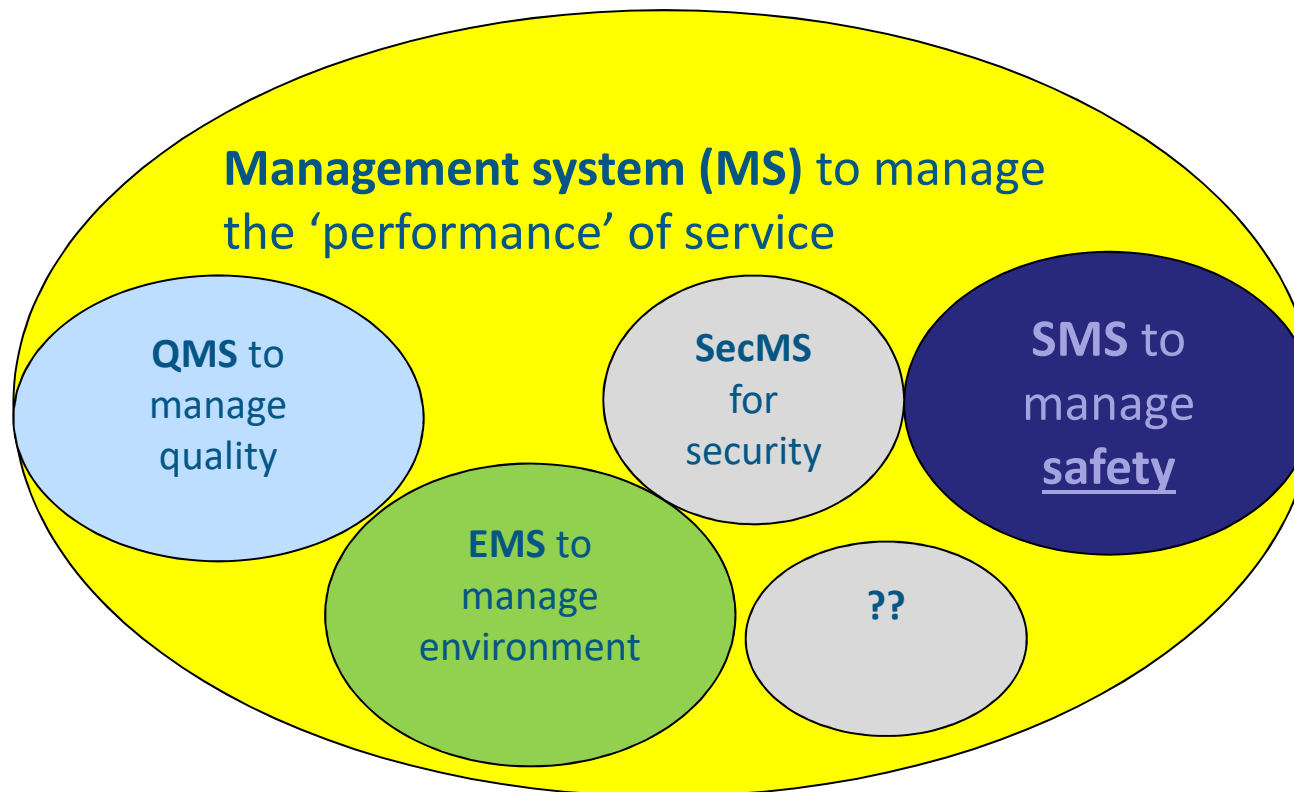 Management system (MS) to manage
the ‘performance’ of service
QMS to
manage
quality
SecMS
for
security
SMS to
manage
safety
EMS to
manage
environment
??